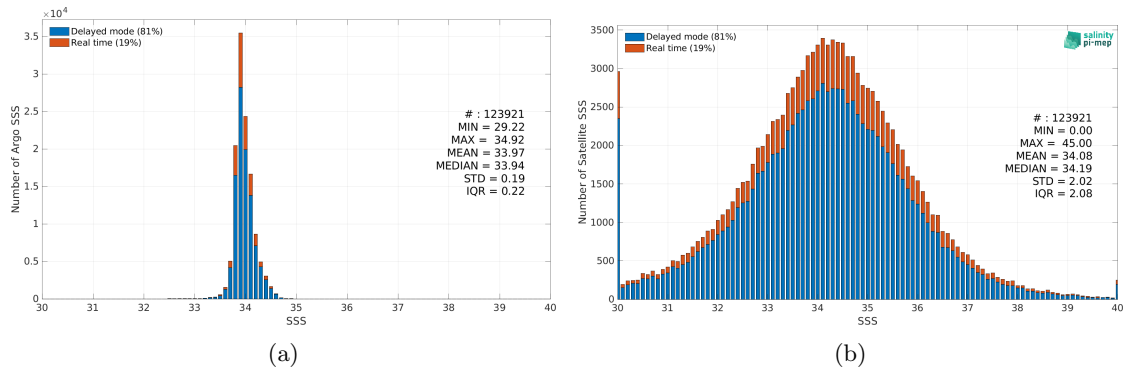 ×10^4
Delayed mode (81%)
Real time (19%)
3.5
3
2.5
2
1.5
1
0.5
0
Number of Argo SSS
# : 123921
MIN = 29.22
MAX = 34.92
MEAN = 33.97
MEDIAN = 33.94
STD = 0.19
IQR = 0.22
30 31 32 33 34 35 36 37 38 39 40
SSS
(a)
Delayed mode (81%)
Real time (19%)
salinity
pi-mep
3500
3000
2500
2000
1500
1000
500
0
Number of Satellite SSS
# : 123921
MIN = 0.00
MAX = 45.00
MEAN = 34.08
MEDIAN = 34.19
STD = 2.02
IQR = 2.08
30 31 32 33 34 35 36 37 38 39 40
SSS
(b)